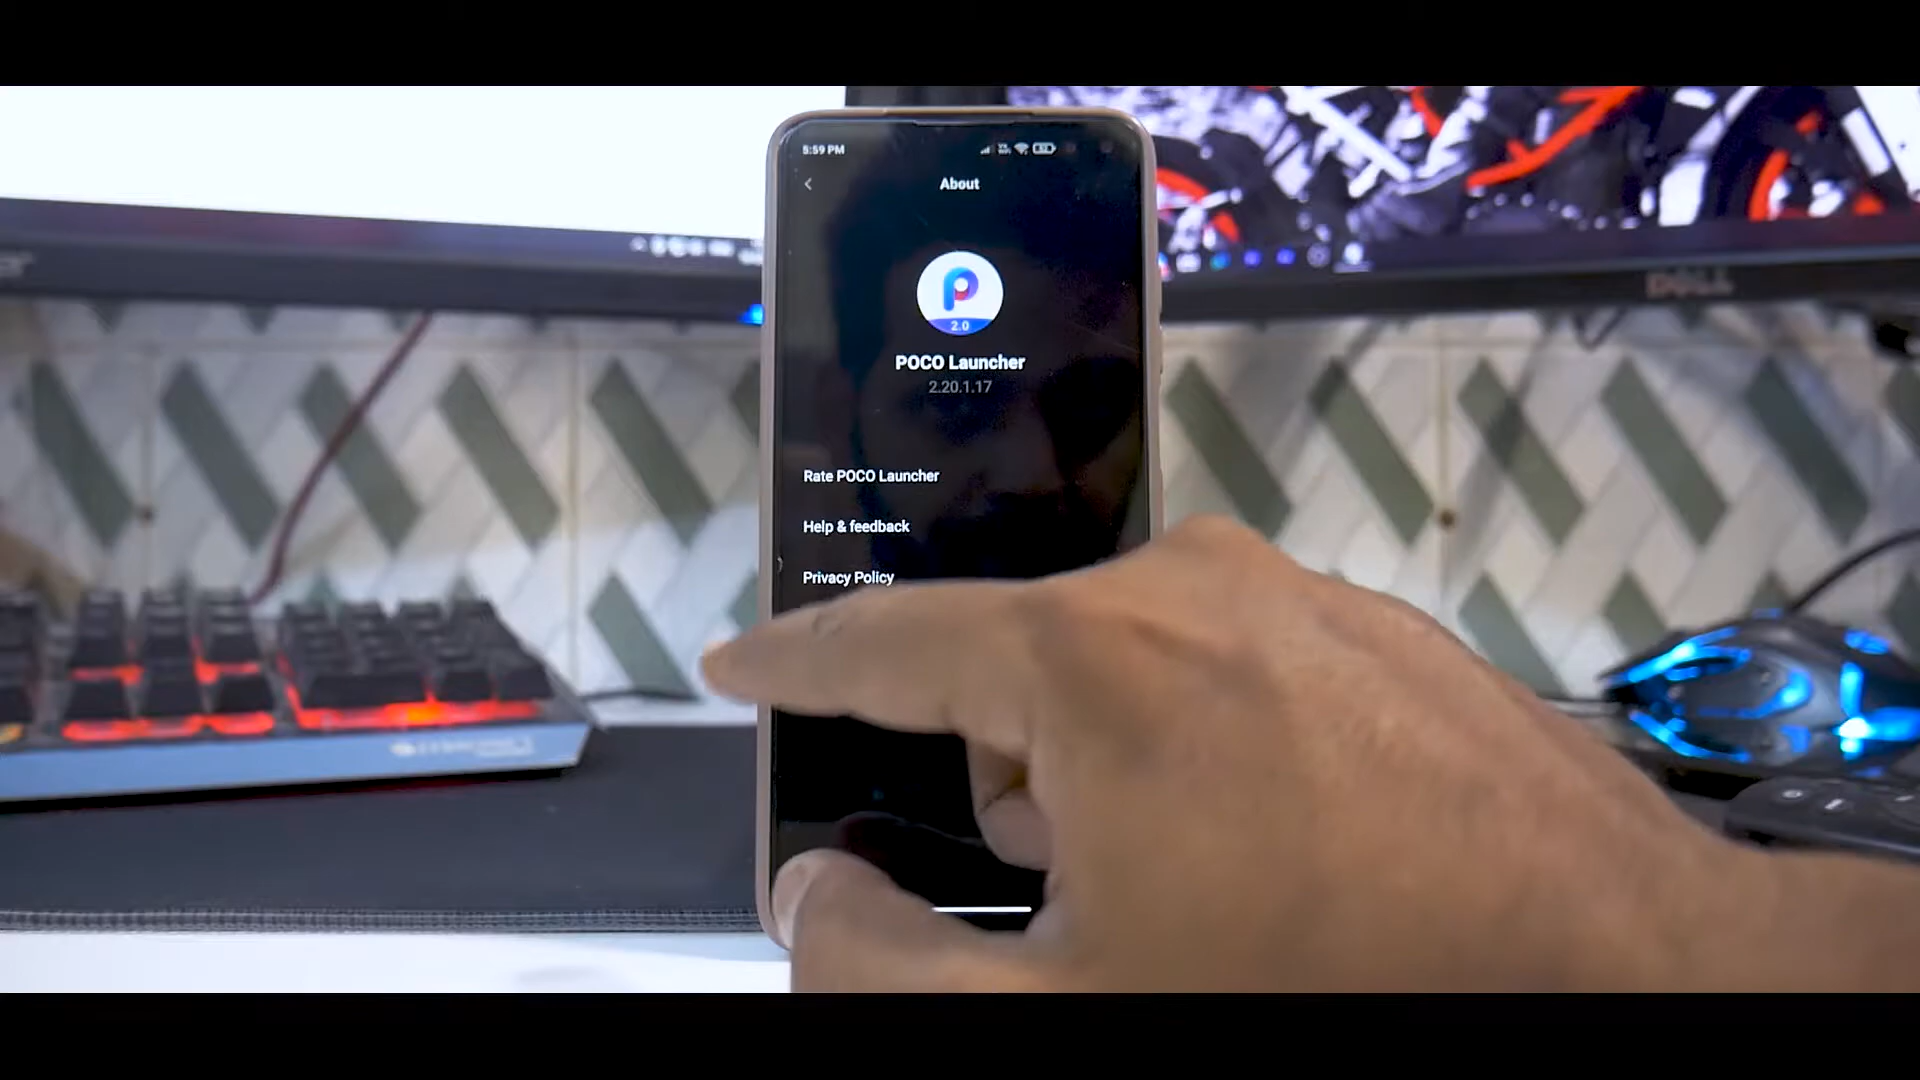 5:59 PM
About
2.0
POCO Launcher
2.20.1.17
Rate POCO Launcher
Help & feedback
Privacy Policy
DELL